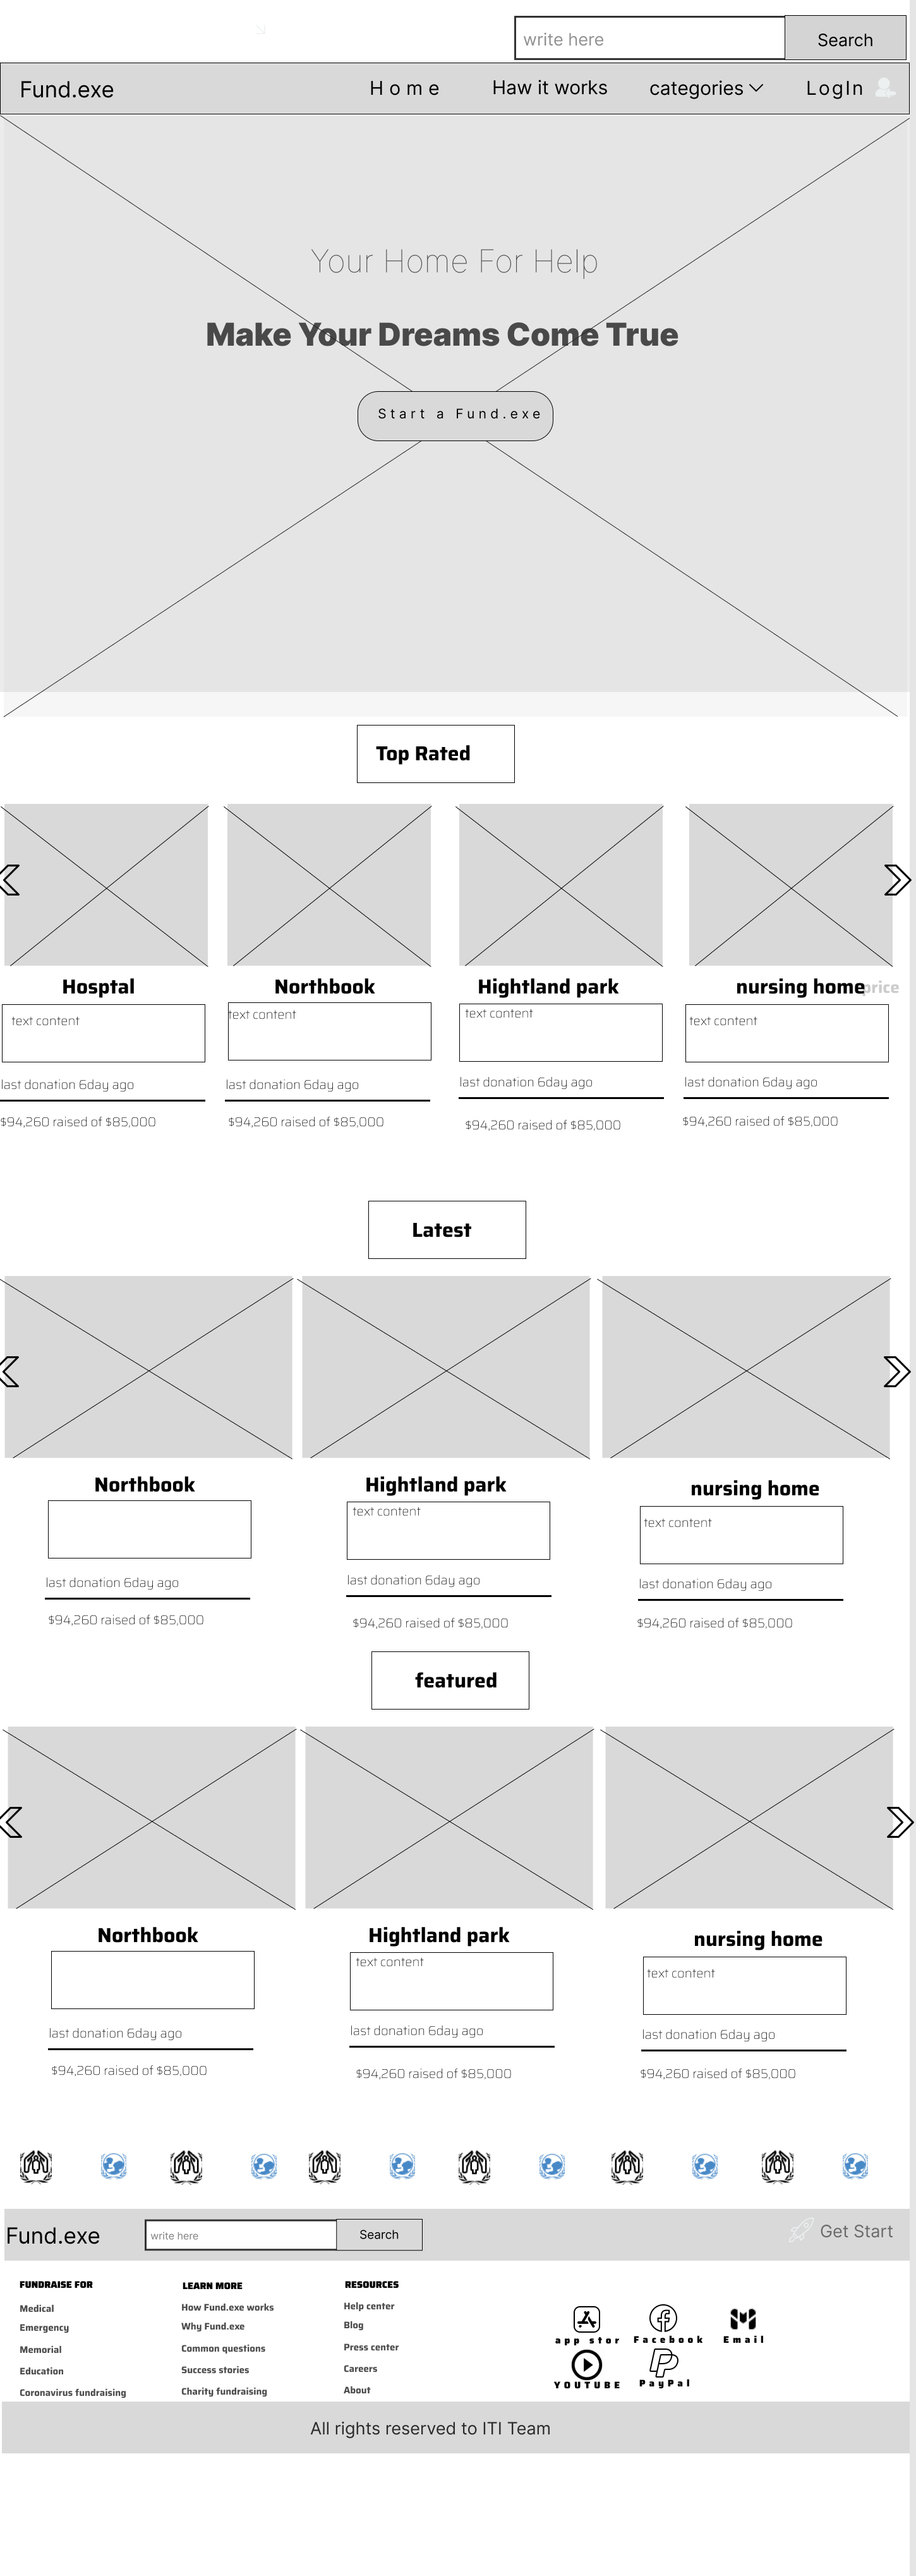 write here
Search
Fund.exe
Home
Haw it works
categories
LogIn
Your Home For Help
Make Your Dreams Come True
Start a Fund.exe
Top Rated
Hosptal
Northbook
Hightland park
nursing home
price
text content
text content
text content
text content
last donation 6day ago
last donation 6day ago
last donation 6day ago
last donation 6day ago
$94,260 raised of $85,000
$94,260 raised of $85,000
$94,260 raised of $85,000
$94,260 raised of $85,000
Latest
Northbook
Hightland park
nursing home
text content
text content
last donation 6day ago
last donation 6day ago
last donation 6day ago
$94,260 raised of $85,000
$94,260 raised of $85,000
$94,260 raised of $85,000
featured
Northbook
Hightland park
nursing home
text content
text content
last donation 6day ago
last donation 6day ago
last donation 6day ago
$94,260 raised of $85,000
$94,260 raised of $85,000
$94,260 raised of $85,000
Fund.exe
write here
Search
Get Start
FUNDRAISE FOR
Medical
Emergency
Memorial
Education
Coronavirus fundraising
LEARN MORE
How Fund.exe works
Why Fund.exe
Common questions
Success stories
Charity fundraising
RESOURCES
Help center
Blog
Press center
Careers
About
app stor
Facebook
Email
YOUTUBE
PayPal
All rights reserved to ITI Team